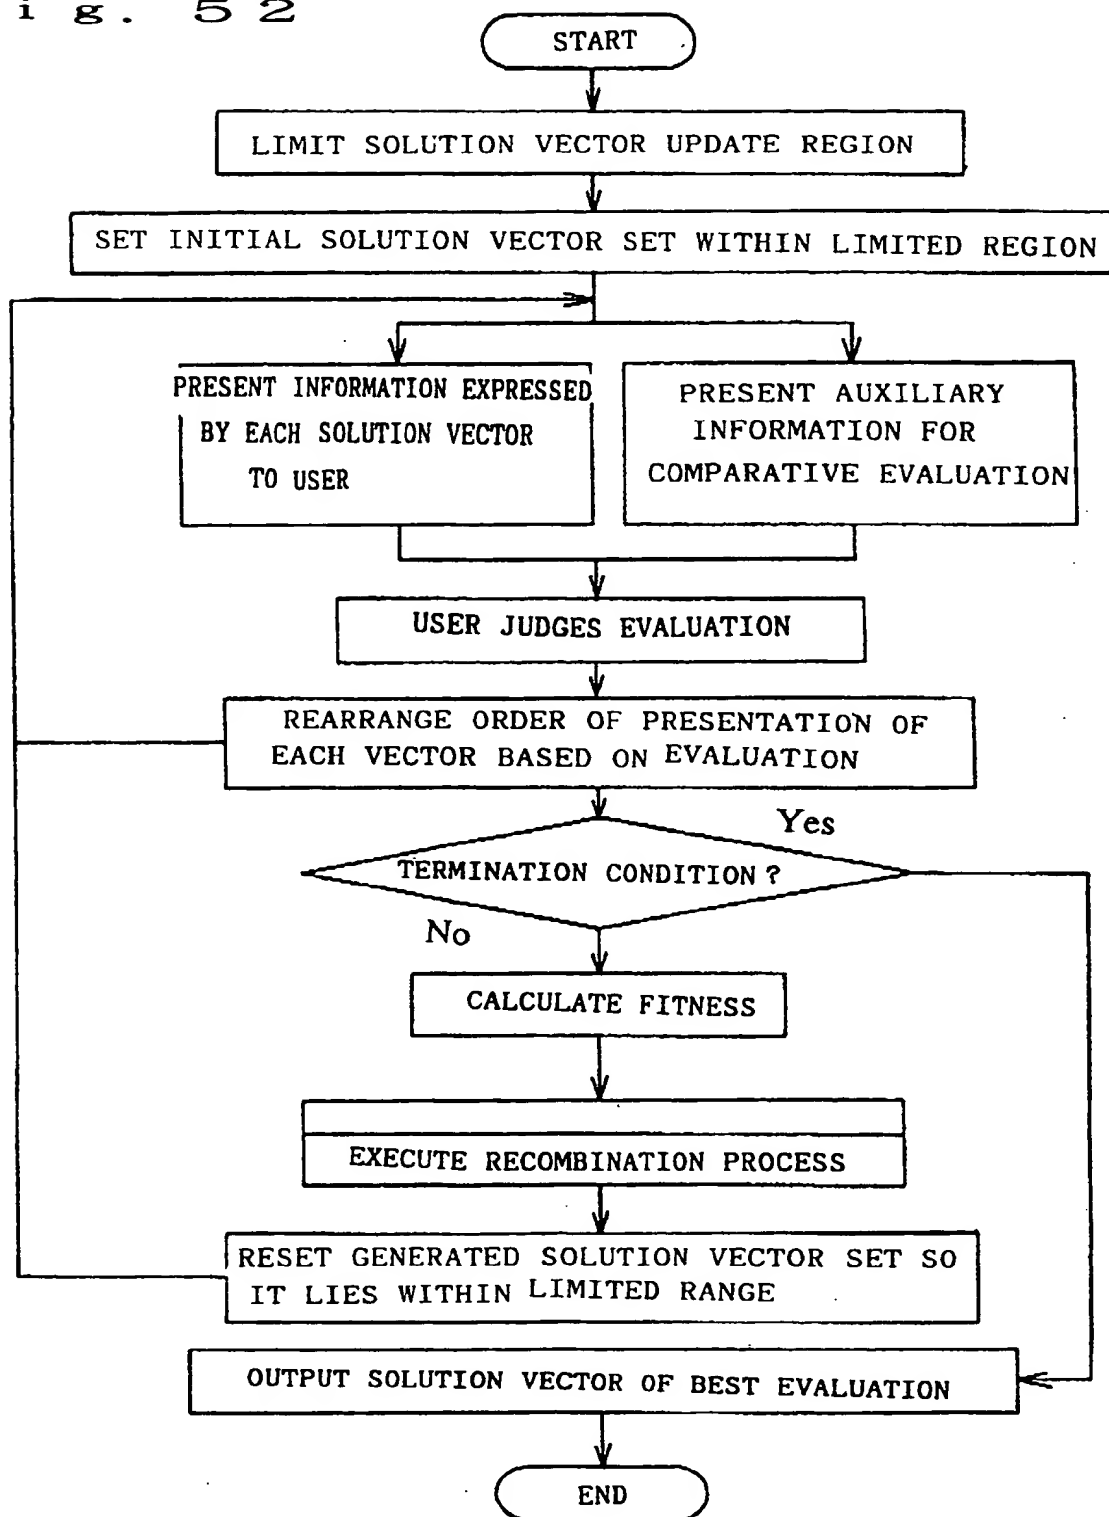 ig. 52
START
LIMIT SOLUTION VECTOR UPDATE REGION
SET INITIAL SOLUTION VECTOR SET WITHIN LIMITED REGION
PRESENT INFORMATION EXPRESSED
BY EACH SOLUTION VECTOR
TO USER
PRESENT AUXILIARY
INFORMATION FOR
COMPARATIVE EVALUATION
USER JUDGES EVALUATION
REARRANGE ORDER OF PRESENTATION OF
EACH VECTOR BASED ON EVALUATION
Yes
TERMINATION CONDITION?
No
CALCULATE FITNESS
EXECUTE RECOMBINATION PROCESS
RESET GENERATED SOLUTION VECTOR SET SO
IT LIES WITHIN LIMITED RANGE
OUTPUT SOLUTION VECTOR OF BEST EVALUATION
END